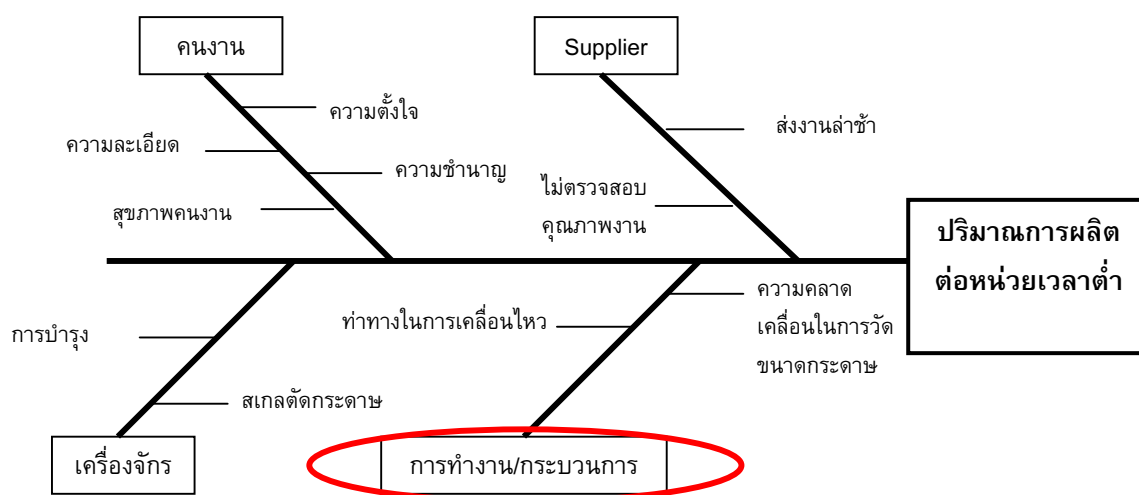 คนงาน
Supplier
ความตั้งใจ
ส่งงานล่าช้า
ความละเอียด
ความชำนาญ
ไม่ตรวจสอบ
คุณภาพงาน
สุขภาพคนงาน
ปริมาณการผลิต
ต่อหน่วยเวลาต่ำ
ความคลาด
เคลื่อนในการวัด
ขนาดกระดาษ
ท่าทางในการเคลื่อนไหว
การบำรุง
สเกลตัดกระดาษ
เครื่องจักร
การทำงาน/กระบวนการ